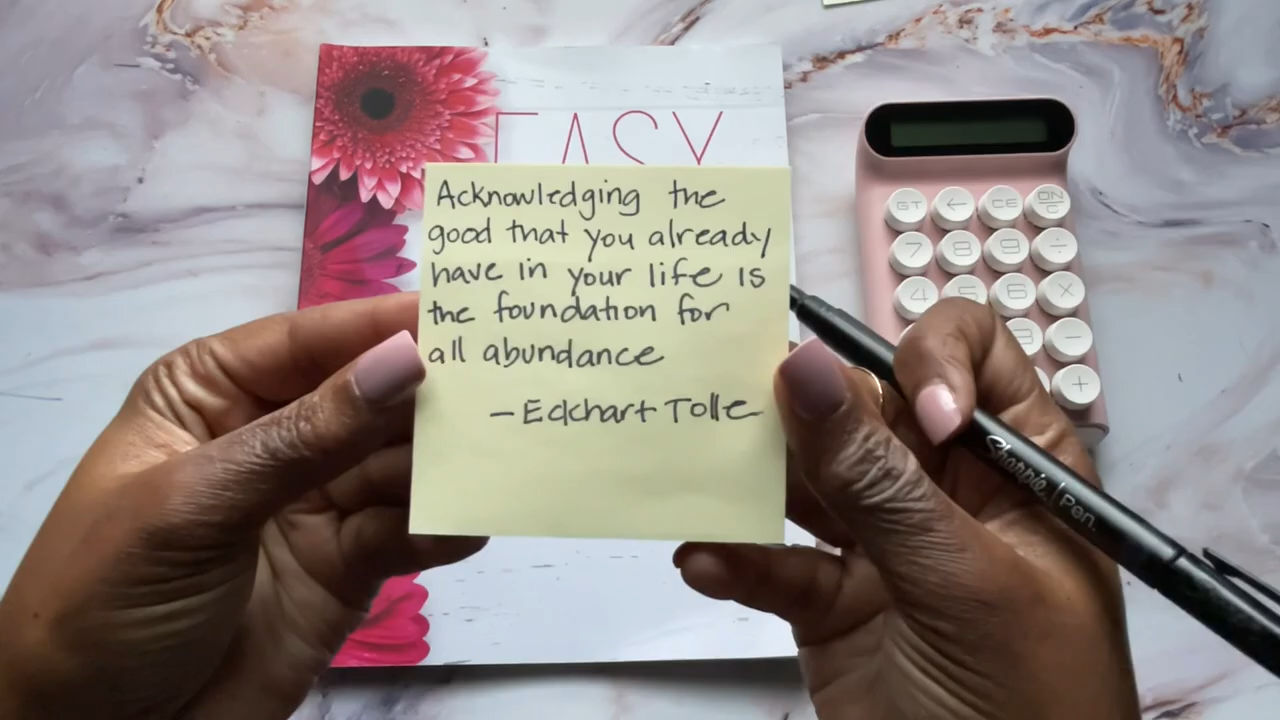 EASY
Acknowledging the
good that you already
have in your life is
the foundation for
all abundance
- Eckhart Tolle
GT ← CE ON/C
7 8 9 ÷
4 5 6 X
3 −
+
Sharpie | Pen.